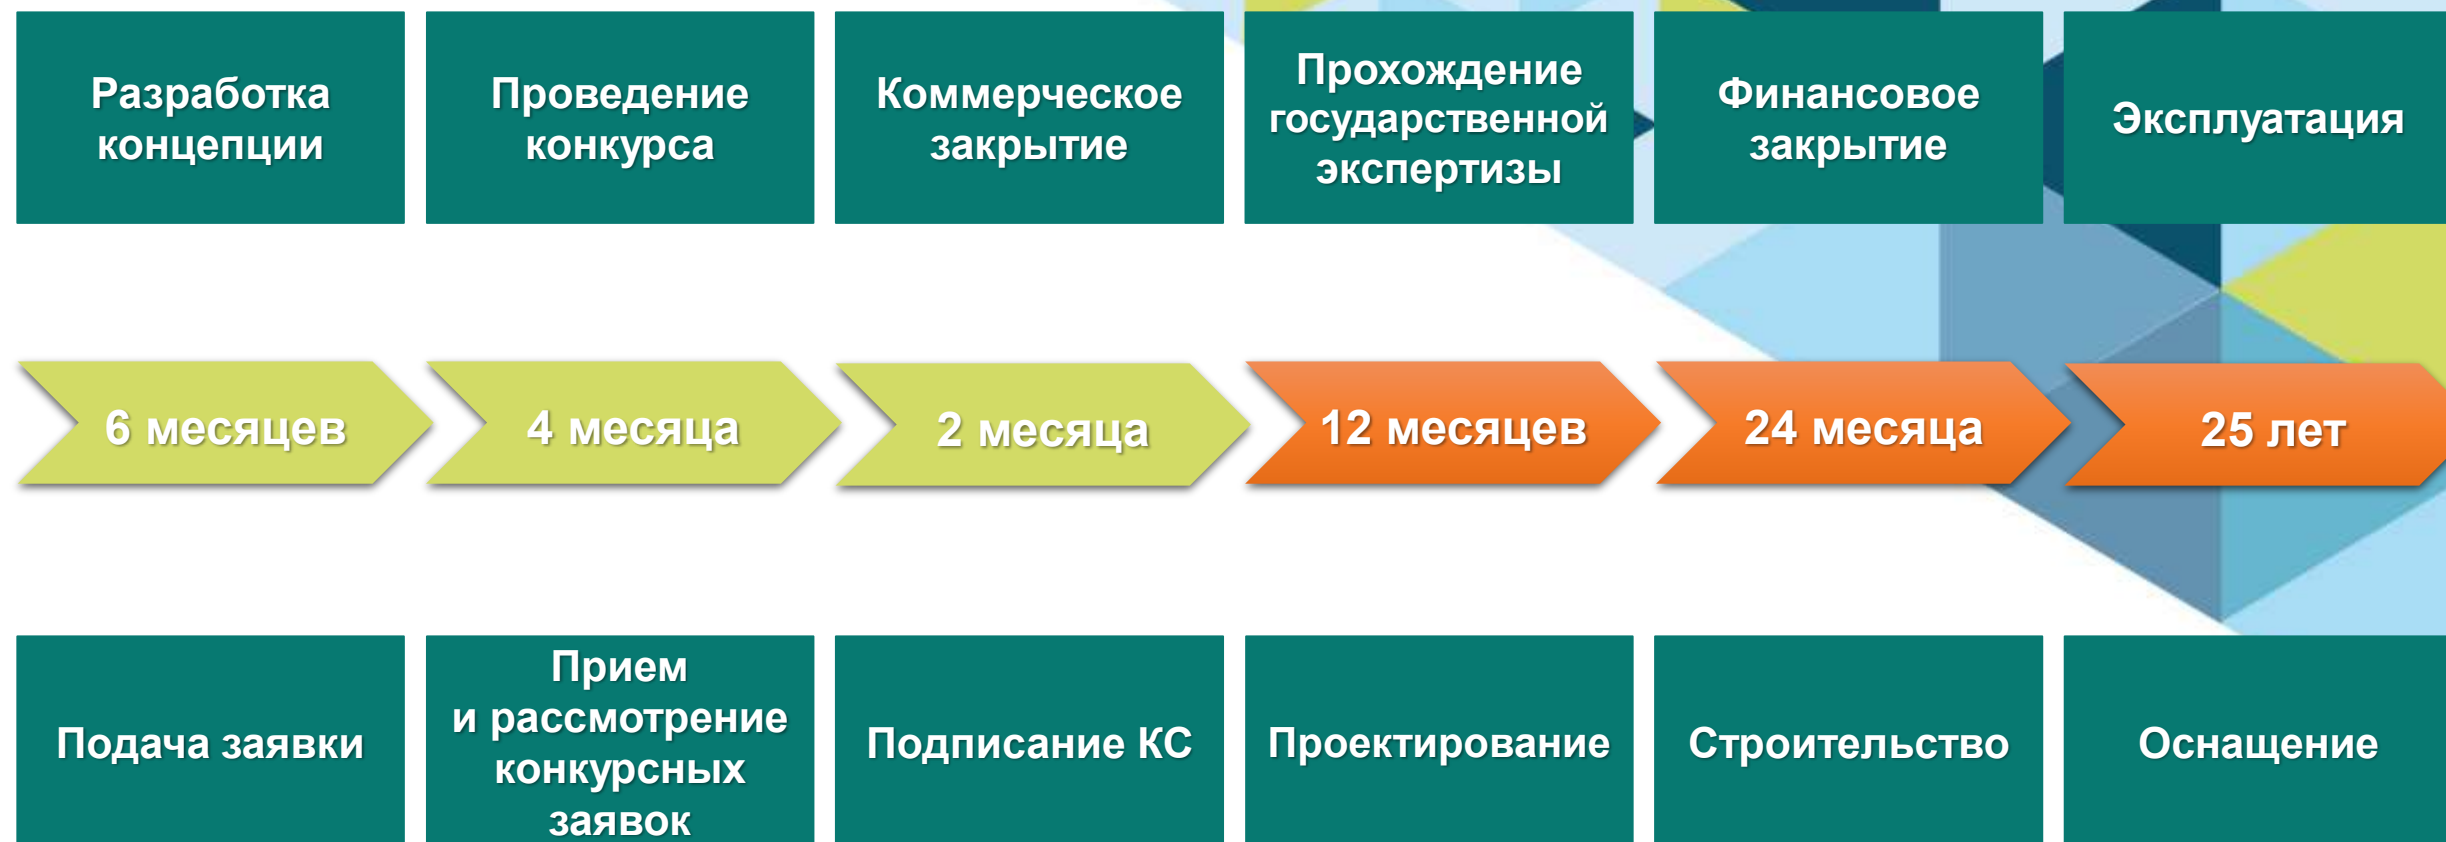 Разработка
концепции
Проведение
конкурса
Коммерческое
закрытие
Прохождение
государственной
экспертизы
Финансовое
закрытие
Эксплуатация
6 месяцев
4 месяца
2 месяца
12 месяцев
24 месяца
25 лет
Подача заявки
Прием
и рассмотрение
конкурсных
заявок
Подписание КС
Проектирование
Строительство
Оснащение